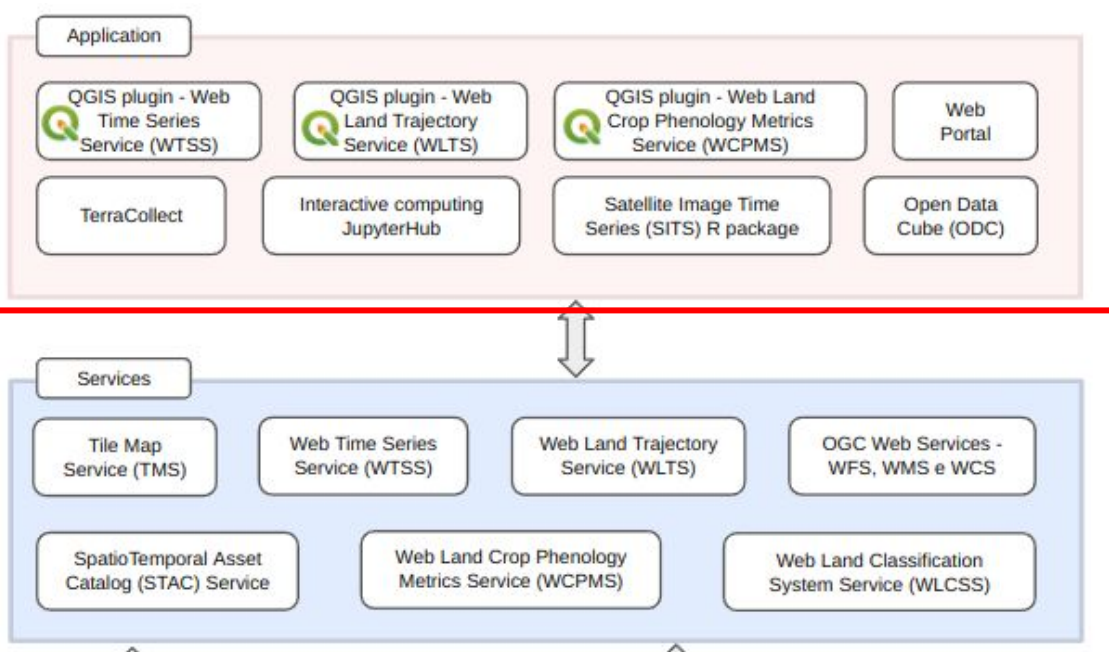 Application
QGIS plugin - Web
Time Series
Service (WTSS)
QGIS plugin - Web
Land Trajectory
Service (WLTS)
QGIS plugin - Web Land
Crop Phenology Metrics
Service (WCPMS)
Web
Portal
TerraCollect
Interactive computing
JupyterHub
Satellite Image Time
Series (SITS) R package
Open Data
Cube (ODC)
Services
Tile Map
Service (TMS)
Web Time Series
Service (WTSS)
Web Land Trajectory
Service (WLTS)
OGC Web Services -
WFS, WMS e WCS
SpatioTemporal Asset
Catalog (STAC) Service
Web Land Crop Phenology
Metrics Service (WCPMS)
Web Land Classification
System Service (WLCSS)